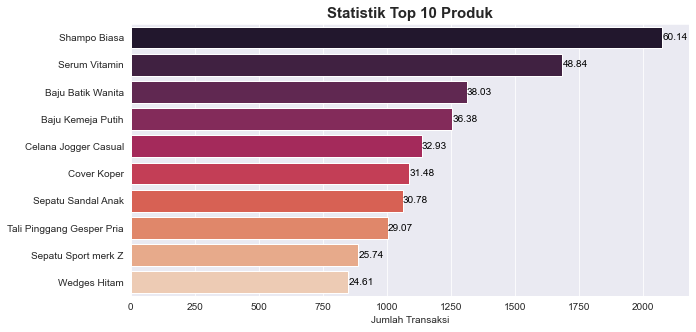 Statistik Top 10 Produk
Shampo Biasa 60.14
Serum Vitamin 48.84
Baju Batik Wanita 38.03
Baju Kemeja Putih 36.38
Celana Jogger Casual 32.93
Cover Koper 31.48
Sepatu Sandal Anak 30.78
Tali Pinggang Gesper Pria 29.07
Sepatu Sport merk Z 25.74
Wedges Hitam 24.61
0 250 500 750 1000 1250 1500 1750 2000
Jumlah Transaksi